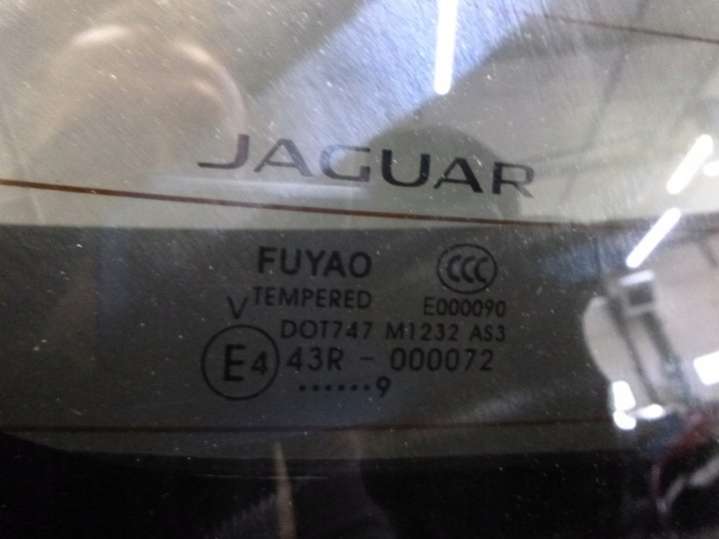 JAGUAR
FUYAO CCC
TEMPERED E000090
V
DOT747 M1232 AS3
E4 43R - 000072
......9